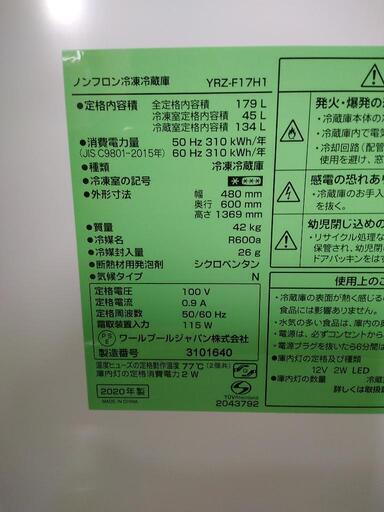 ノンフロン冷凍冷蔵庫 YRZ-F17H1
●定格内容積 全定格内容積 179 L
冷凍室定格内容積 45 L
冷蔵室定格内容積 134 L
●消費電力量 50 Hz 310 kWh/年
(JIS C9801-2015年) 60 Hz 310 kWh/年
●種類 冷凍冷蔵庫
●冷凍室の記号
●外形寸法 幅 480 mm
奥行 600 mm
高さ 1369 mm
●質量 42 kg
●冷媒名 R600a
●冷媒封入量 26 g
●断熱材用発泡剤 シクロペンタン
●気候タイプ N
定格電圧 100 V
定格電流 0.9 A
定格周波数 50/60 Hz
霜取装置入力 115 W
PS E ワールプールジャパン株式会社
製造番号 3101640
温度ヒューズの定格動作温度 77℃ (2個共)
庫内灯の定格消費電力 2 W
2020年製
MADE IN CHINA
TÜVRheinland
2043792
発火・爆発の
●冷蔵庫本体の
●冷蔵庫内で電気
●冷却回路(配管
使用を避け、窓
感電の恐れあり
●冷蔵庫のお手入
を抜く。
幼児閉じ込めの
●リサイクル処理な
保管され、幼児が
ドアパッキンをはす
使用上のご
●冷蔵庫の表面が熱く感じる
食品には影響ありません。
●水気の多い食品は、庫内の
●電源は、必ずコンセントから
●電源プラグを抜いたら6分間は
●庫内灯の定格及び種類
12V 2W LED
●庫内灯の数量 冷蔵
詳しくは取扱